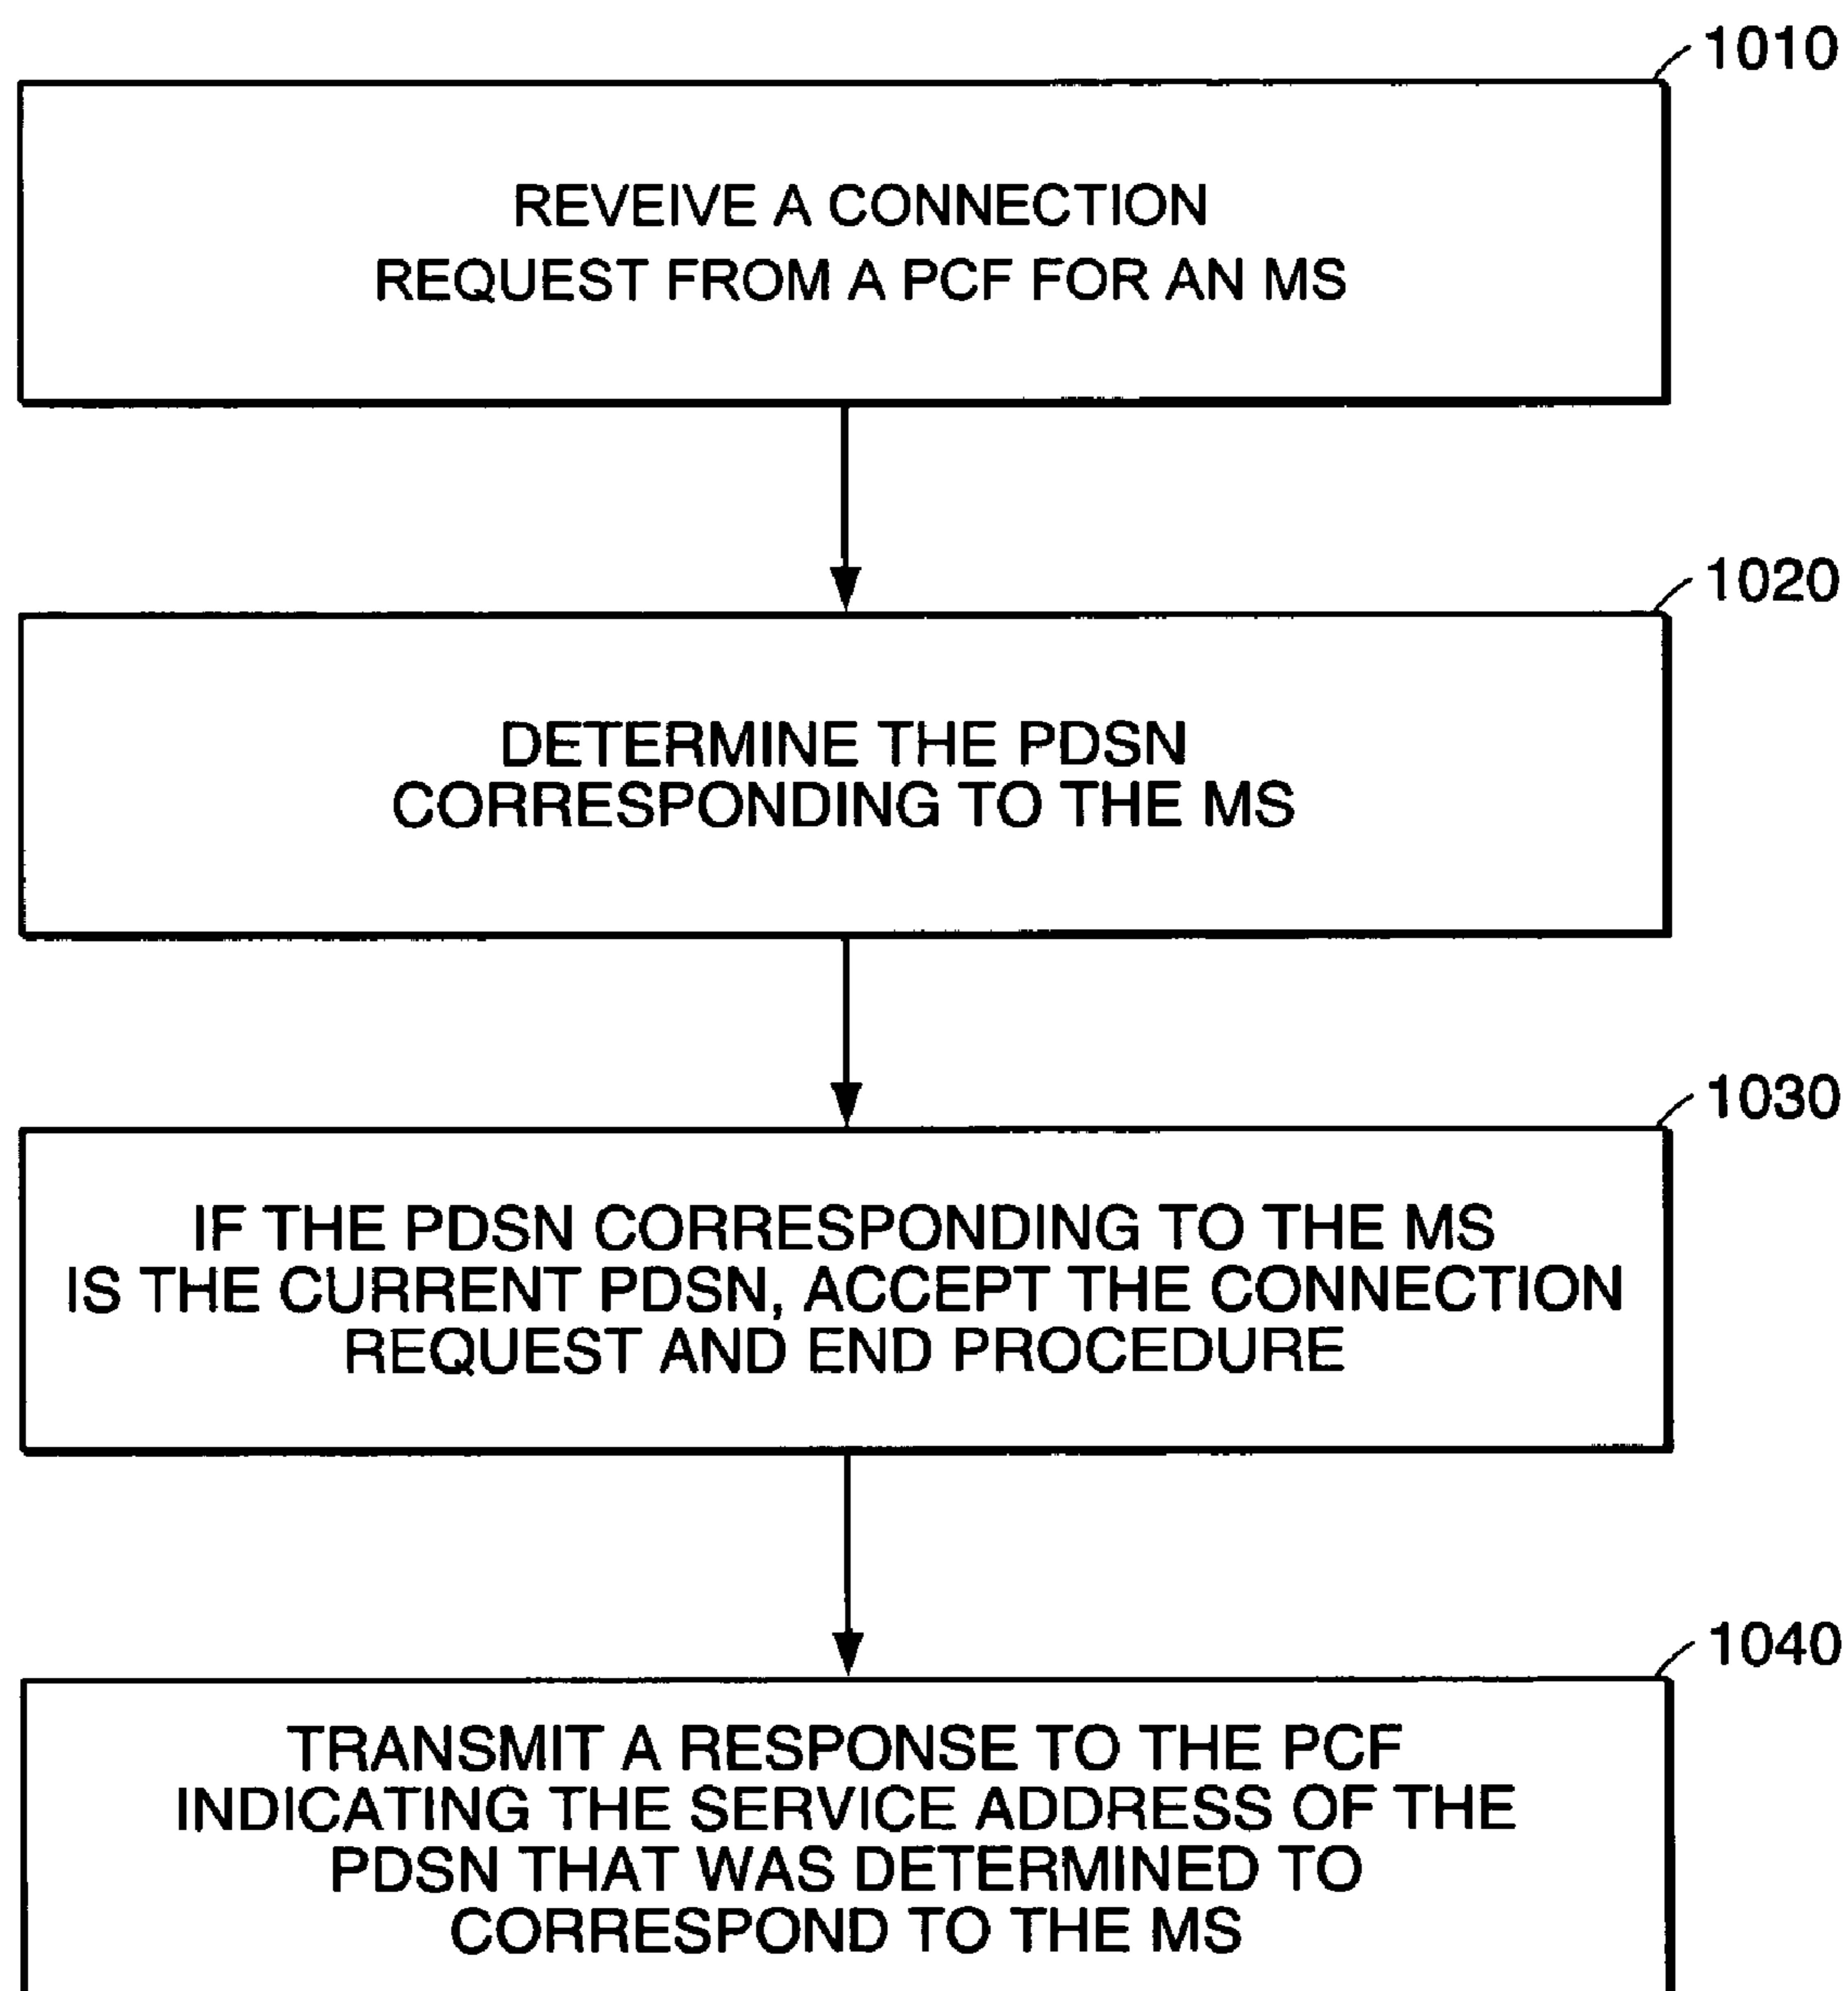 1010
REVEIVE A CONNECTION
REQUEST FROM A PCF FOR AN MS
1020
DETERMINE THE PDSN
CORRESPONDING TO THE MS
1030
IF THE PDSN CORRESPONDING TO THE MS
IS THE CURRENT PDSN, ACCEPT THE CONNECTION
REQUEST AND END PROCEDURE
1040
TRANSMIT A RESPONSE TO THE PCF
INDICATING THE SERVICE ADDRESS OF THE
PDSN THAT WAS DETERMINED TO
CORRESPOND TO THE MS